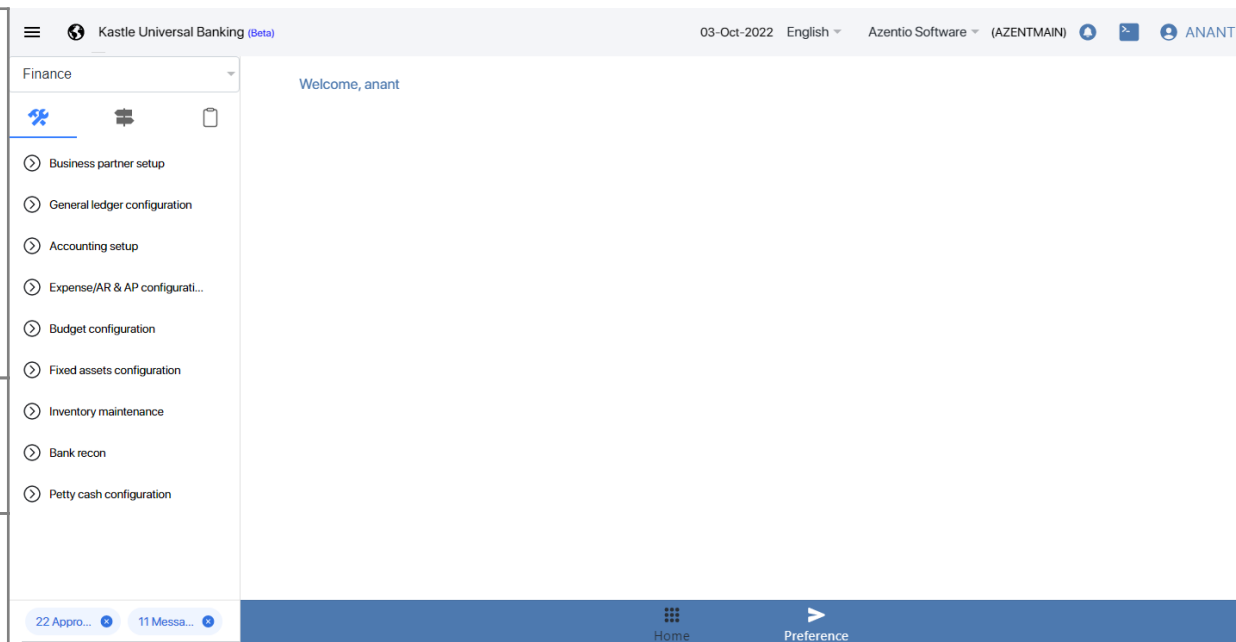 Kastle Universal Banking (Beta)
03-Oct-2022 English Azentio Software (AZENTMAIN) ANANT
Finance
Welcome, anant
Business partner setup
General ledger configuration
Accounting setup
Expense/AR & AP configurati...
Budget configuration
Fixed assets configuration
Inventory maintenance
Bank recon
Petty cash configuration
22 Appro... 11 Messa...
Home Preference